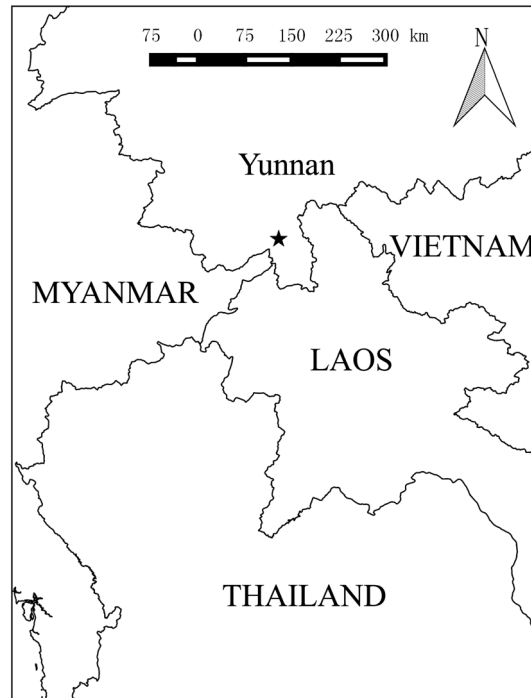 75 0 75 150 225 300 km
N
Yunnan
VIETNAM
MYANMAR
LAOS
THAILAND